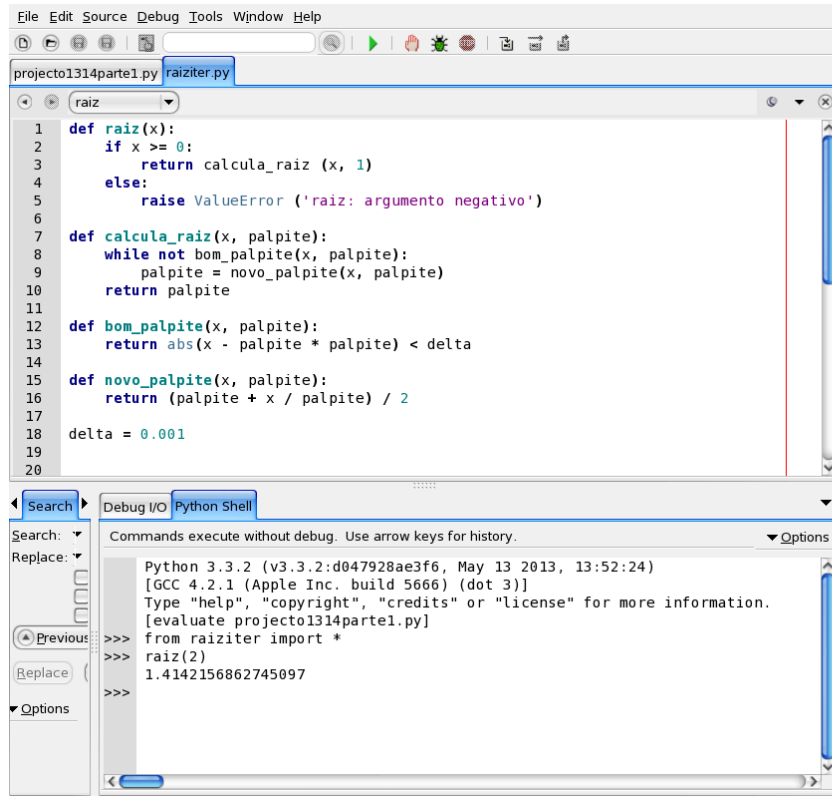 File Edit Source Debug Tools Window Help
projecto1314parte1.py raiziter.py
raiz
1 def raiz(x):
2     if x >= 0:
3         return calcula_raiz (x, 1)
4     else:
5         raise ValueError ('raiz: argumento negativo')
6
7 def calcula_raiz(x, palpite):
8     while not bom_palpite(x, palpite):
9         palpite = novo_palpite(x, palpite)
10     return palpite
11
12 def bom_palpite(x, palpite):
13     return abs(x - palpite * palpite) < delta
14
15 def novo_palpite(x, palpite):
16     return (palpite + x / palpite) / 2
17
18 delta = 0.001
19
20
Search Debug I/O Python Shell
Search:
Replace:
Previous
Replace
Options
Commands execute without debug. Use arrow keys for history. Options
Python 3.3.2 (v3.3.2:d047928ae3f6, May 13 2013, 13:52:24)
[GCC 4.2.1 (Apple Inc. build 5666) (dot 3)]
Type "help", "copyright", "credits" or "license" for more information.
[evaluate projecto1314parte1.py]
>>> from raiziter import *
>>> raiz(2)
1.4142156862745097
>>>